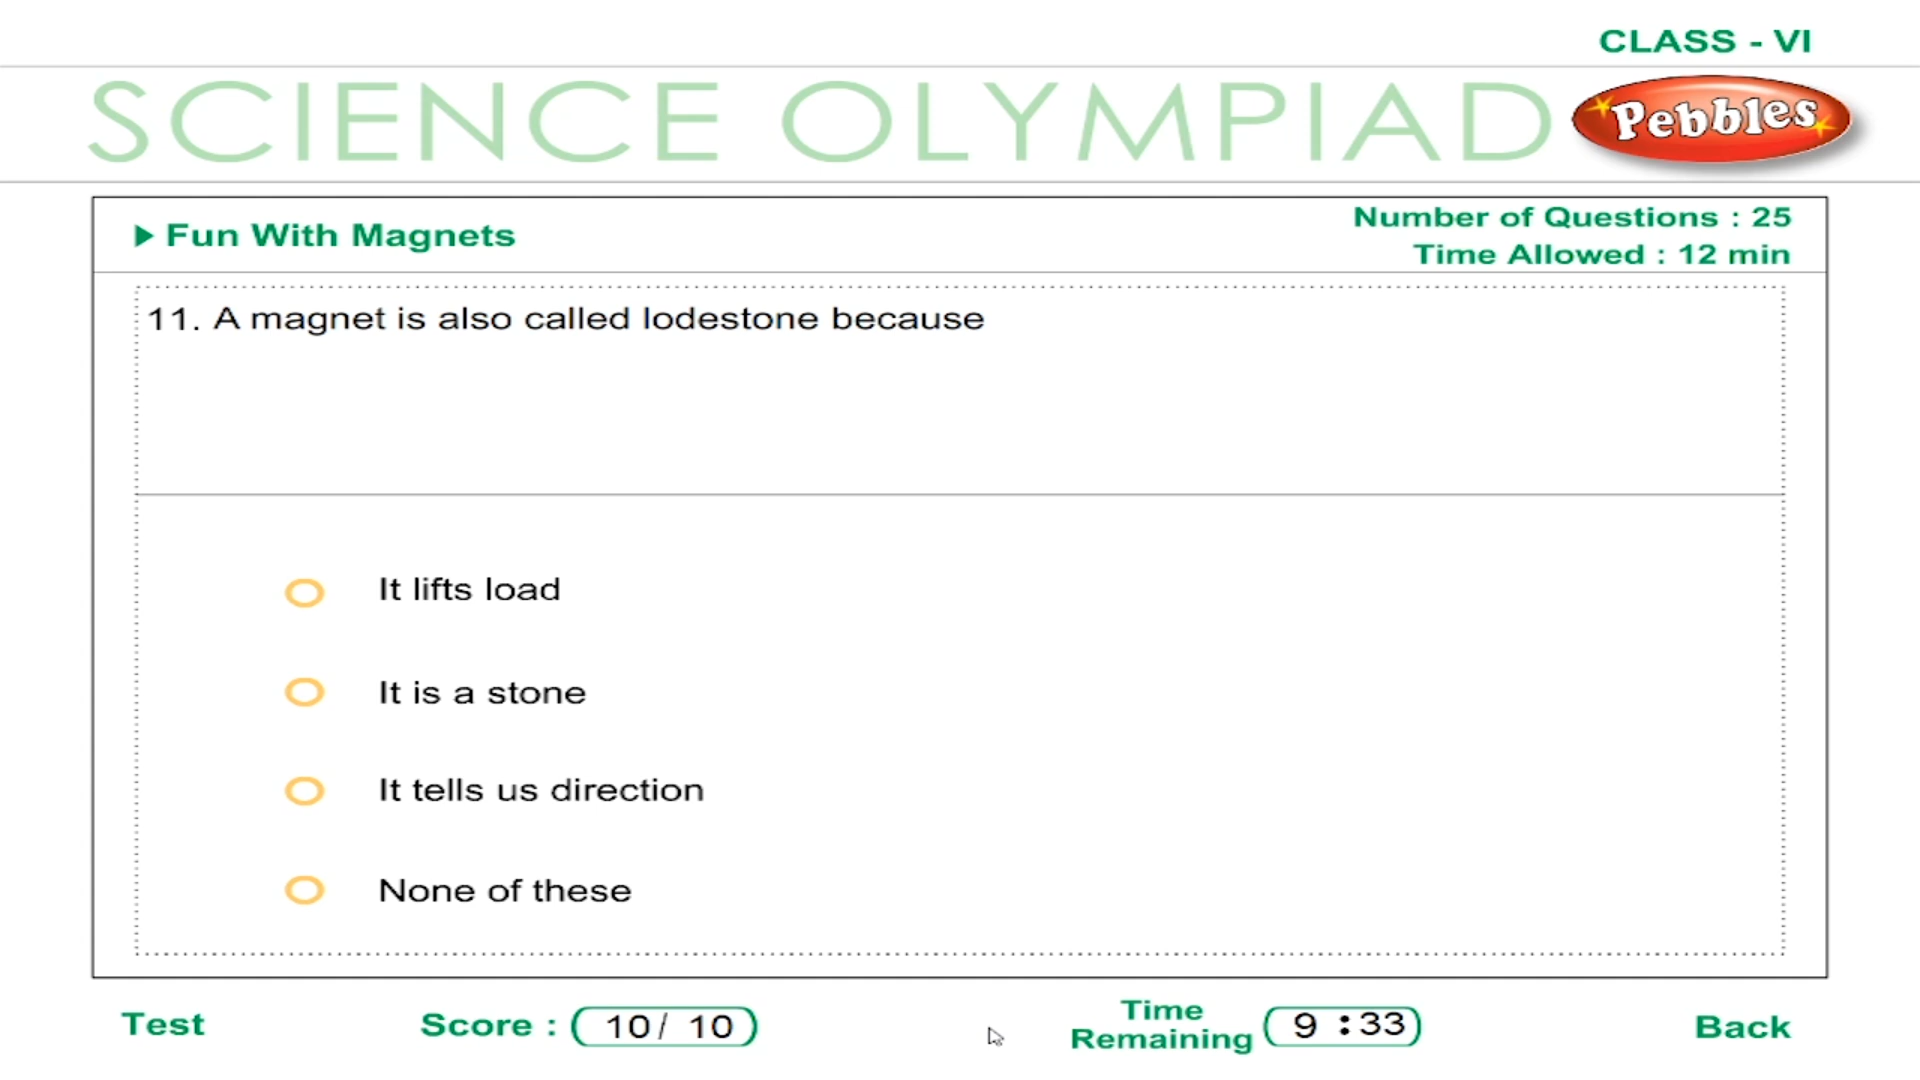 CLASS - VI
SCIENCE OLYMPIAD
Pebbles
Fun With Magnets
Number of Questions : 25
Time Allowed : 12 min
11. A magnet is also called lodestone because
It lifts load
It is a stone
It tells us direction
None of these
Test
Score : 10/ 10
Time
Remaining
9 :33
Back